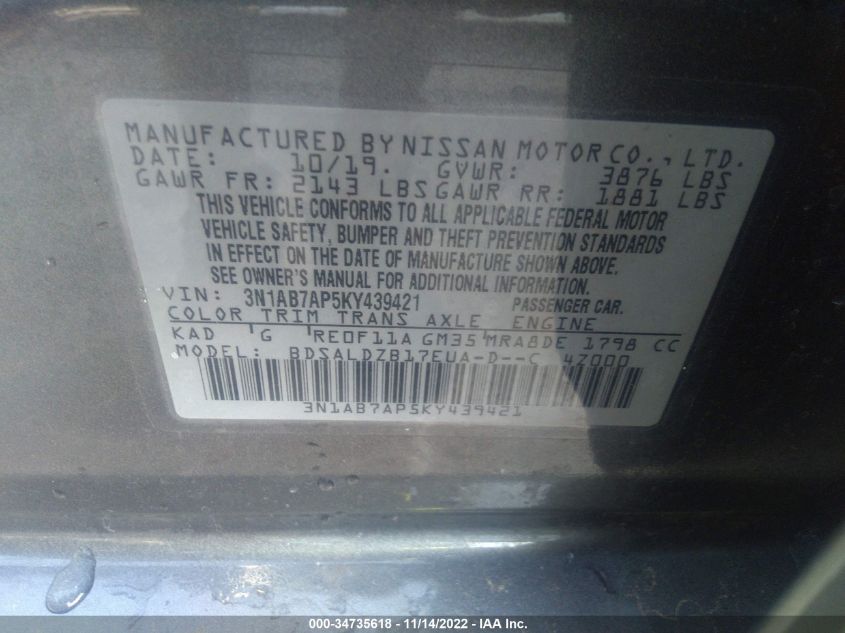 MANUFACTURED BY NISSAN MOTOR CO., LTD.
DATE: 10/19. GVWR: 3876 LBS
GAWR FR: 2143 LBS GAWR RR: 1881 LBS
THIS VEHICLE CONFORMS TO ALL APPLICABLE FEDERAL MOTOR
VEHICLE SAFETY, BUMPER AND THEFT PREVENTION STANDARDS
IN EFFECT ON THE DATE OF MANUFACTURE SHOWN ABOVE.
SEE OWNER'S MANUAL FOR ADDITIONAL INFORMATION.
VIN: 3N1AB7AP5KY439421 PASSENGER CAR.
COLOR TRIM TRANS AXLE ENGINE
KAD G RE0F11A GM35 MRA8DE 1798 CC
MODEL: BDSALDZB17EUA-D--C 4Z000
3N1AB7AP5KY439421
000-34735618 - 11/14/2022 - IAA Inc.